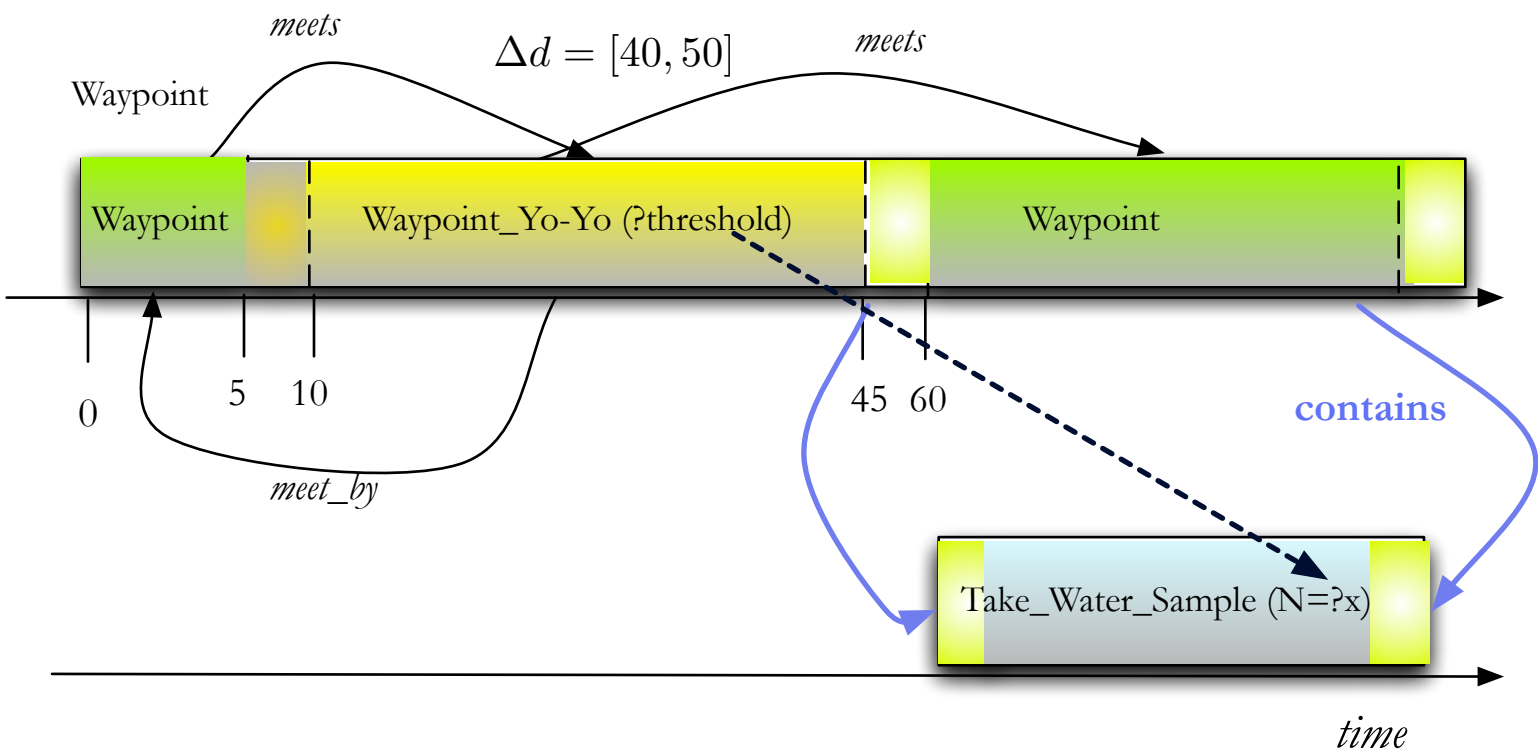 meets
Δd = [40, 50]
meets
Waypoint
Waypoint
Waypoint_Yo-Yo (?threshold)
Waypoint
0
5
10
45
60
contains
meet_by
Take_Water_Sample (N=?x)
time